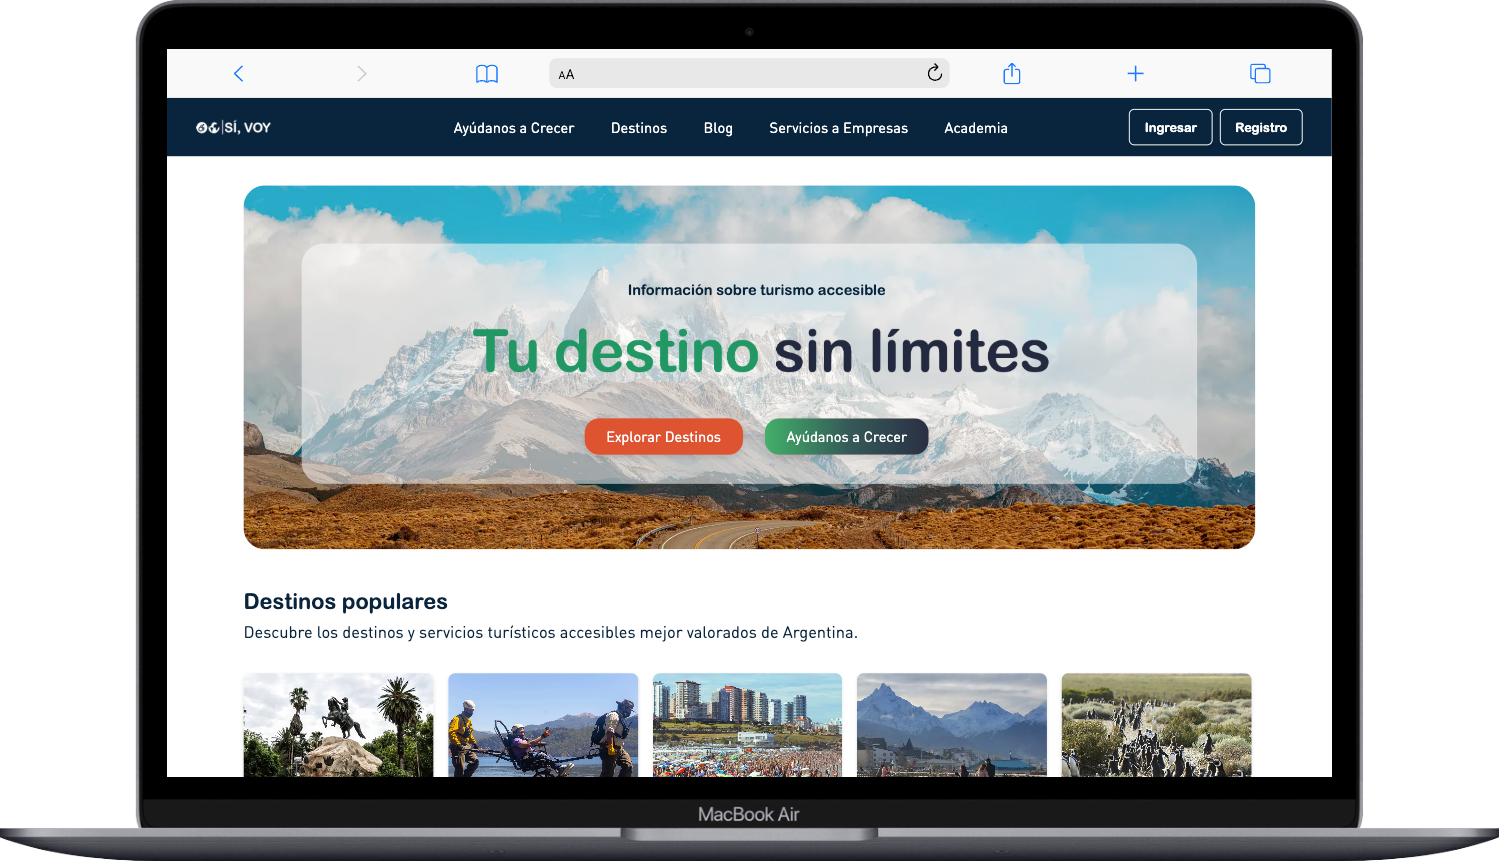 AA
SÍ, VOY
Ayúdanos a Crecer
Destinos
Blog
Servicios a Empresas
Academia
Ingresar
Registro
Información sobre turismo accesible
Tu destino sin límites
Explorar Destinos
Ayúdanos a Crecer
Destinos populares
Descubre los destinos y servicios turísticos accesibles mejor valorados de Argentina.
MacBook Air